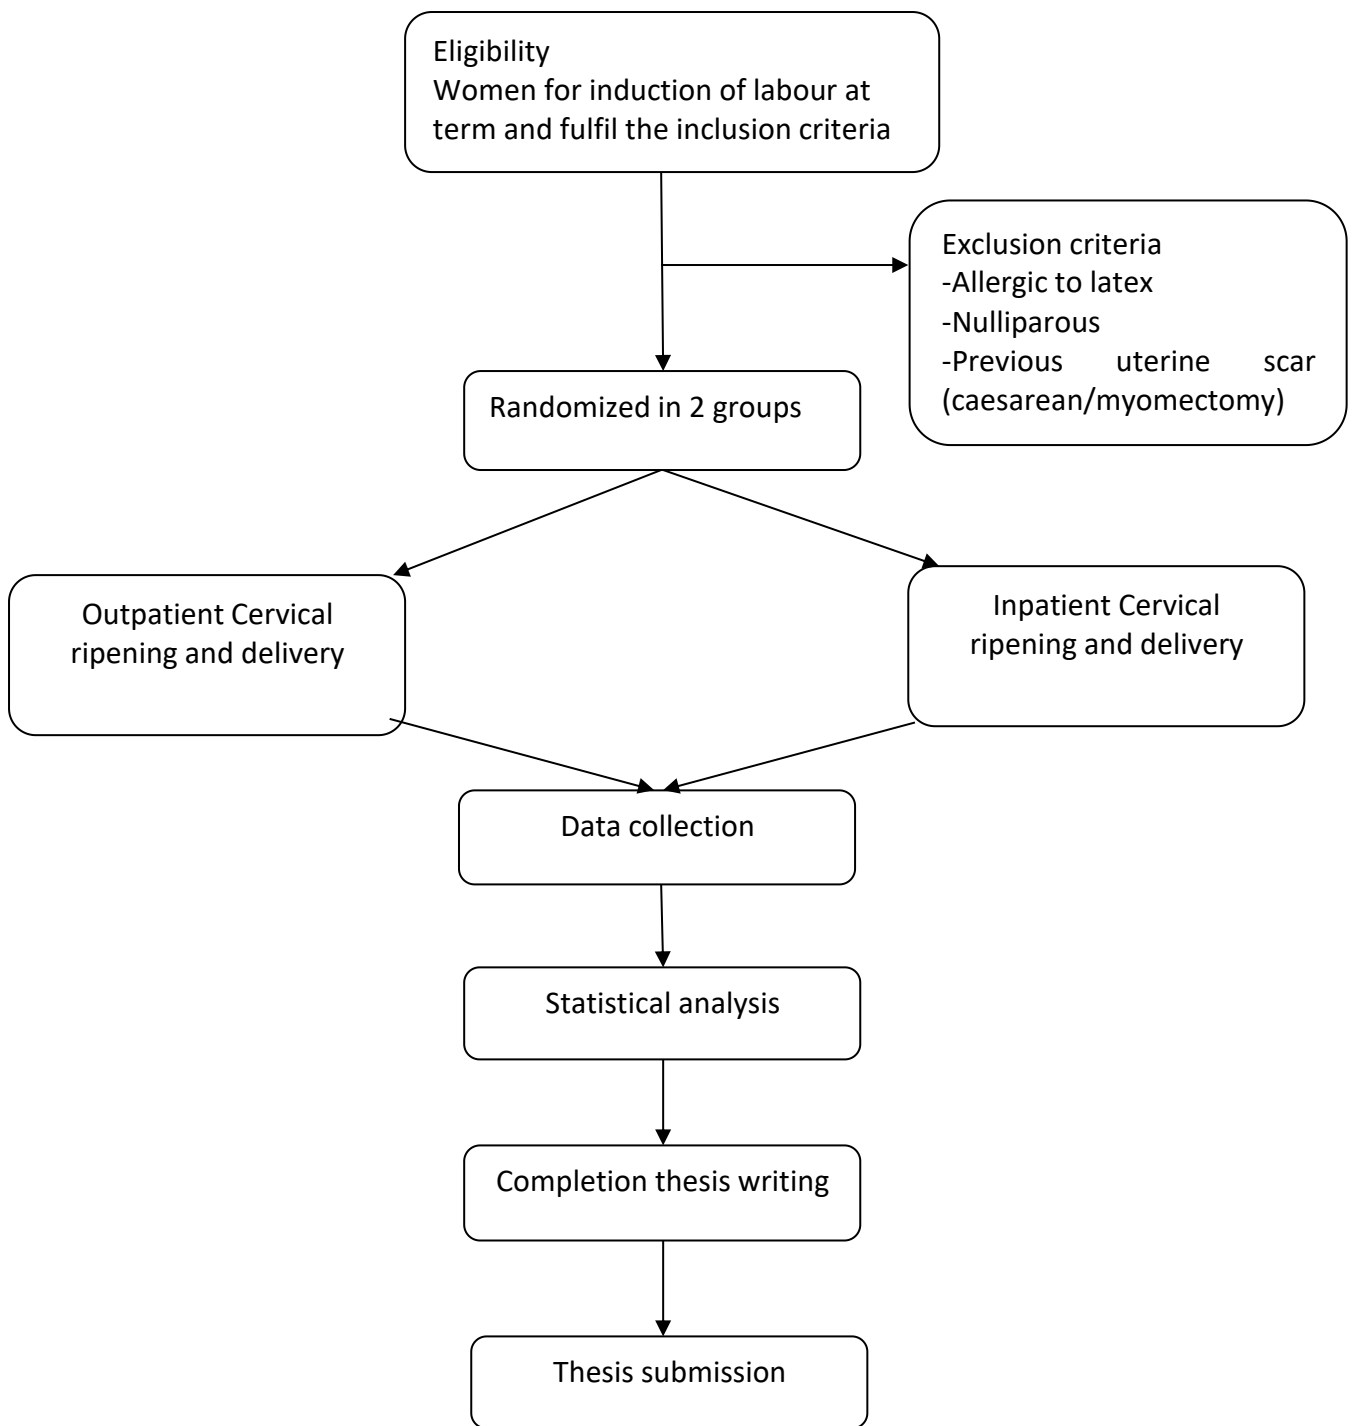 Eligibility
Women for induction of labour at
term and fulfil the inclusion criteria
Exclusion criteria
-Allergic to latex
-Nulliparous
-Previous uterine scar
(caesarean/myomectomy)
Randomized in 2 groups
Outpatient Cervical
ripening and delivery
Inpatient Cervical
ripening and delivery
Data collection
Statistical analysis
Completion thesis writing
Thesis submission